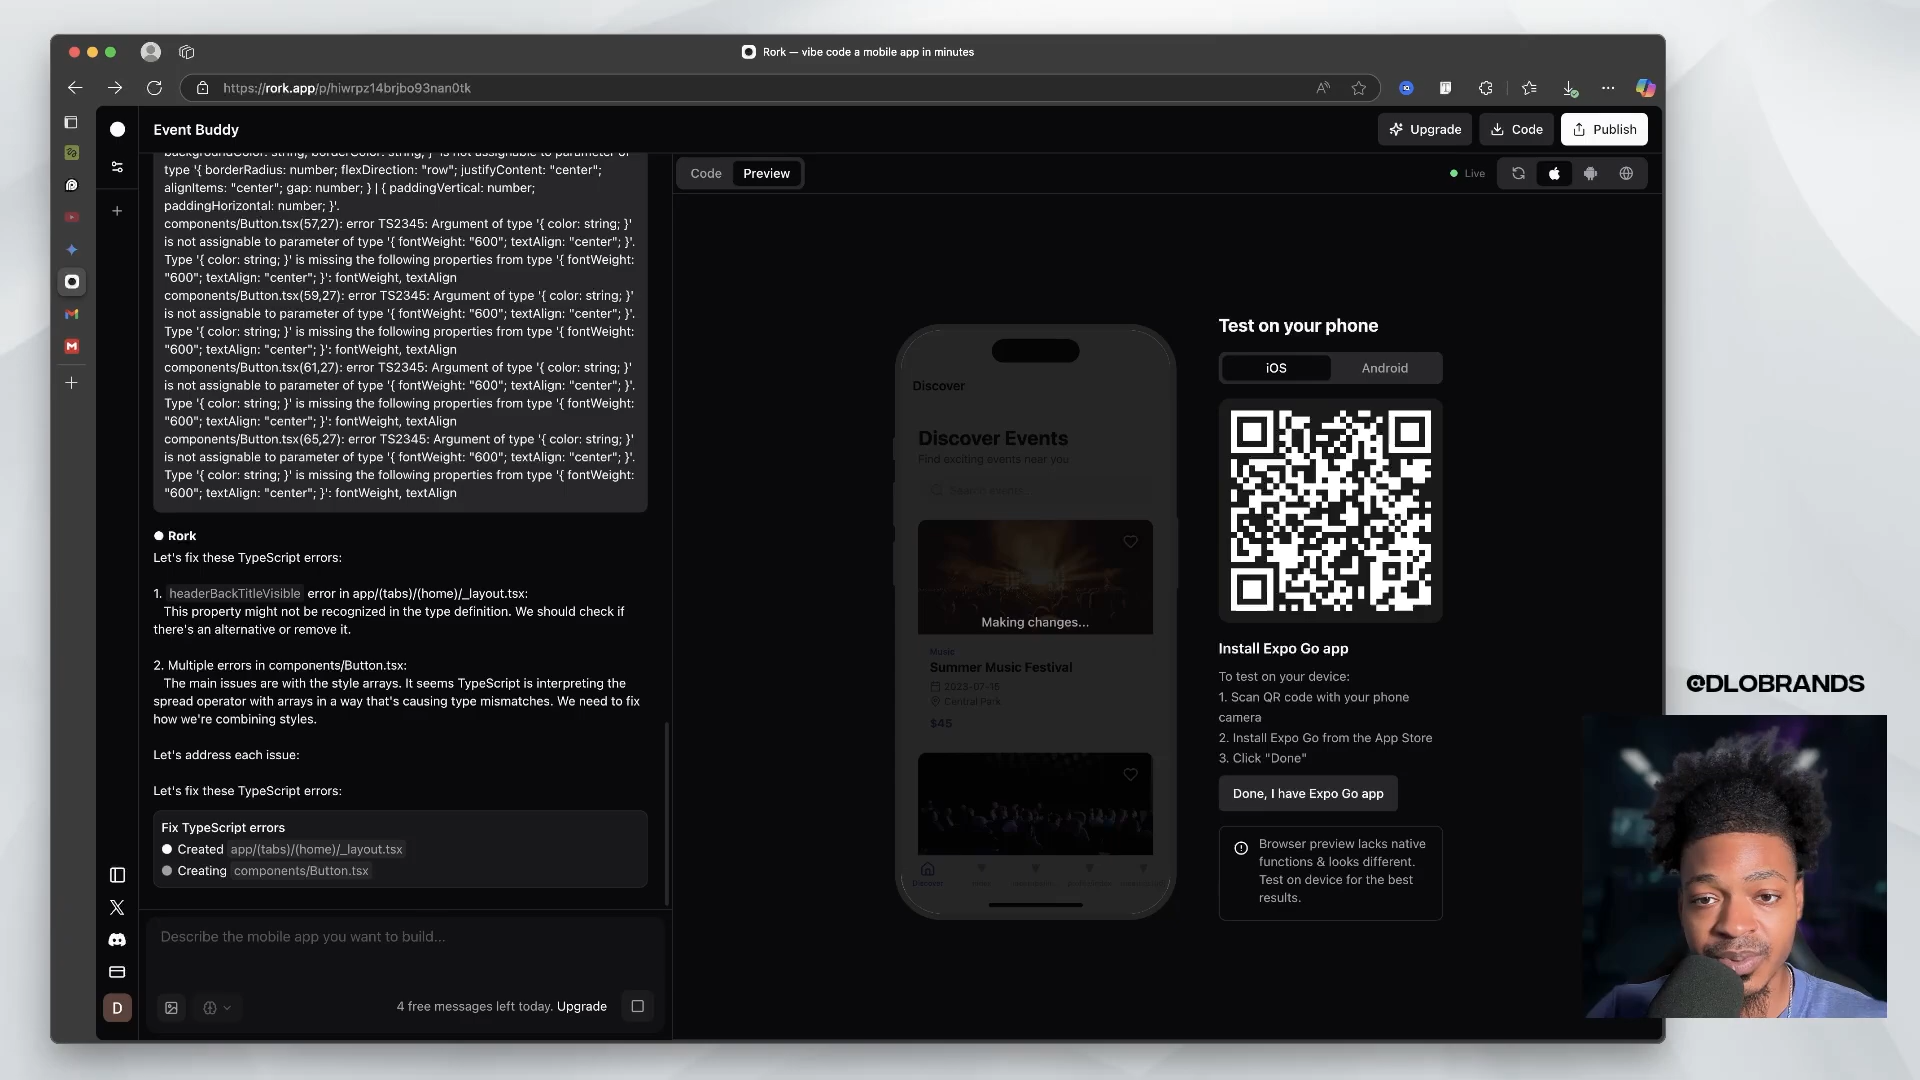 Rork — vibe code a mobile app in minutes
https://rork.app/p/hiwrpz14brjbo93nan0tk
Event Buddy
Upgrade
Code
Publish
Code
Preview
Live
backgroundColor: string; borderColor: string; }' is not assignable to parameter of
type '{ borderRadius: number; flexDirection: "row"; justifyContent: "center";
alignItems: "center"; gap: number; } | { paddingVertical: number;
paddingHorizontal: number; }'.
components/Button.tsx(57,27): error TS2345: Argument of type '{ color: string; }'
is not assignable to parameter of type '{ fontWeight: "600"; textAlign: "center"; }'.
Type '{ color: string; }' is missing the following properties from type '{ fontWeight:
"600"; textAlign: "center"; }': fontWeight, textAlign
components/Button.tsx(59,27): error TS2345: Argument of type '{ color: string; }'
is not assignable to parameter of type '{ fontWeight: "600"; textAlign: "center"; }'.
Type '{ color: string; }' is missing the following properties from type '{ fontWeight:
"600"; textAlign: "center"; }': fontWeight, textAlign
components/Button.tsx(61,27): error TS2345: Argument of type '{ color: string; }'
is not assignable to parameter of type '{ fontWeight: "600"; textAlign: "center"; }'.
Type '{ color: string; }' is missing the following properties from type '{ fontWeight:
"600"; textAlign: "center"; }': fontWeight, textAlign
components/Button.tsx(65,27): error TS2345: Argument of type '{ color: string; }'
is not assignable to parameter of type '{ fontWeight: "600"; textAlign: "center"; }'.
Type '{ color: string; }' is missing the following properties from type '{ fontWeight:
"600"; textAlign: "center"; }': fontWeight, textAlign
Rork
Let's fix these TypeScript errors:
1. headerBackTitleVisible error in app/(tabs)/(home)/_layout.tsx:
This property might not be recognized in the type definition. We should check if
there's an alternative or remove it.
2. Multiple errors in components/Button.tsx:
The main issues are with the style arrays. It seems TypeScript is interpreting the
spread operator with arrays in a way that's causing type mismatches. We need to fix
how we're combining styles.
Let's address each issue:
Let's fix these TypeScript errors:
Fix TypeScript errors
Created app/(tabs)/(home)/_layout.tsx
Creating components/Button.tsx
Describe the mobile app you want to build...
4 free messages left today. Upgrade
D
Discover
Discover Events
Find exciting events near you
Search events...
Making changes...
Music
Summer Music Festival
2023-07-15
Central Park
$45
Discover
Test on your phone
iOS
Android
Install Expo Go app
To test on your device:
1. Scan QR code with your phone
camera
2. Install Expo Go from the App Store
3. Click "Done"
Done, I have Expo Go app
Browser preview lacks native
functions & looks different.
Test on device for the best
results.
@DLOBRANDS